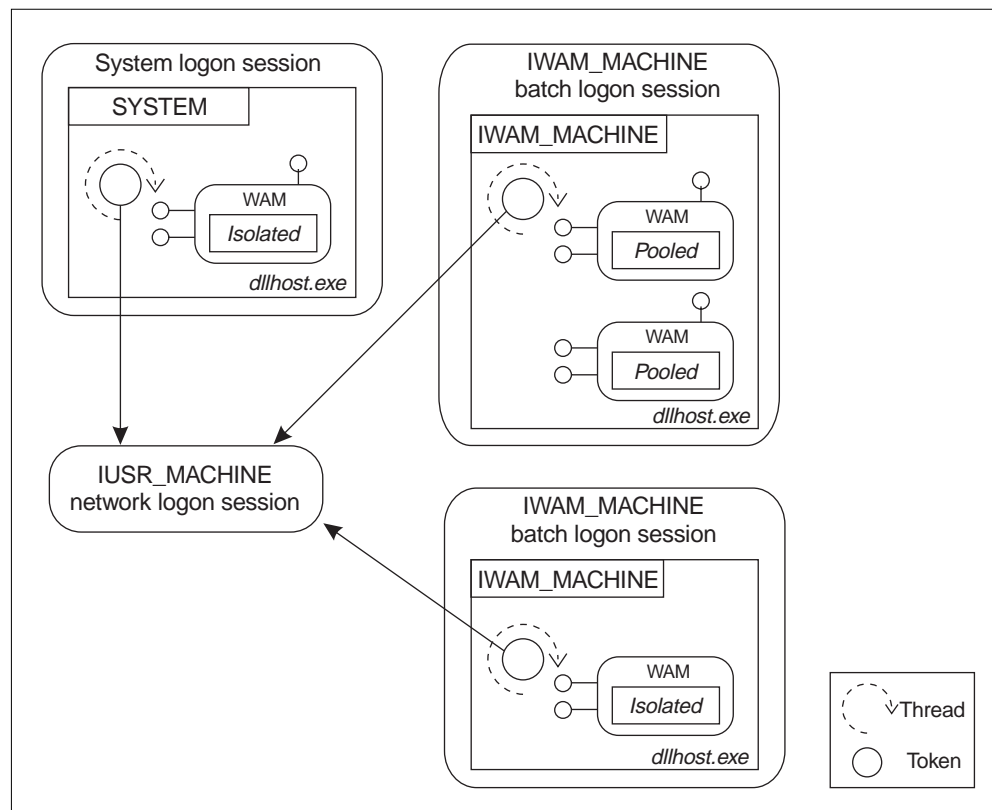 System logon session
SYSTEM
WAM
Isolated
dllhost.exe
IWAM_MACHINE
batch logon session
IWAM_MACHINE
WAM
Pooled
WAM
Pooled
dllhost.exe
IUSR_MACHINE
network logon session
IWAM_MACHINE
batch logon session
IWAM_MACHINE
WAM
Isolated
dllhost.exe
Thread
Token